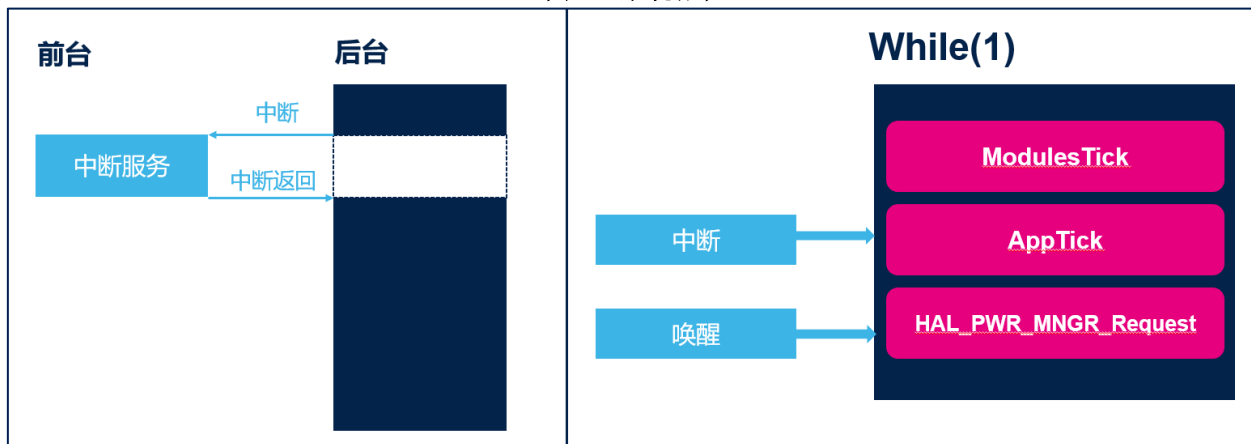 前台
后台
中断
中断服务
中断返回
While(1)
ModulesTick
中断
AppTick
唤醒
HAL_PWR_MNGR_Request